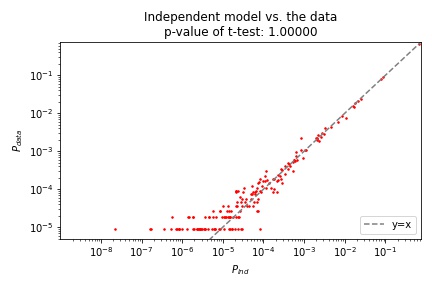 Independent model vs. the data
p-value of t-test: 1.00000
10⁻¹
10⁻²
10⁻³
10⁻⁴
10⁻⁵
P_data
y=x
10⁻⁸ 10⁻⁷ 10⁻⁶ 10⁻⁵ 10⁻⁴ 10⁻³ 10⁻² 10⁻¹
P_ind